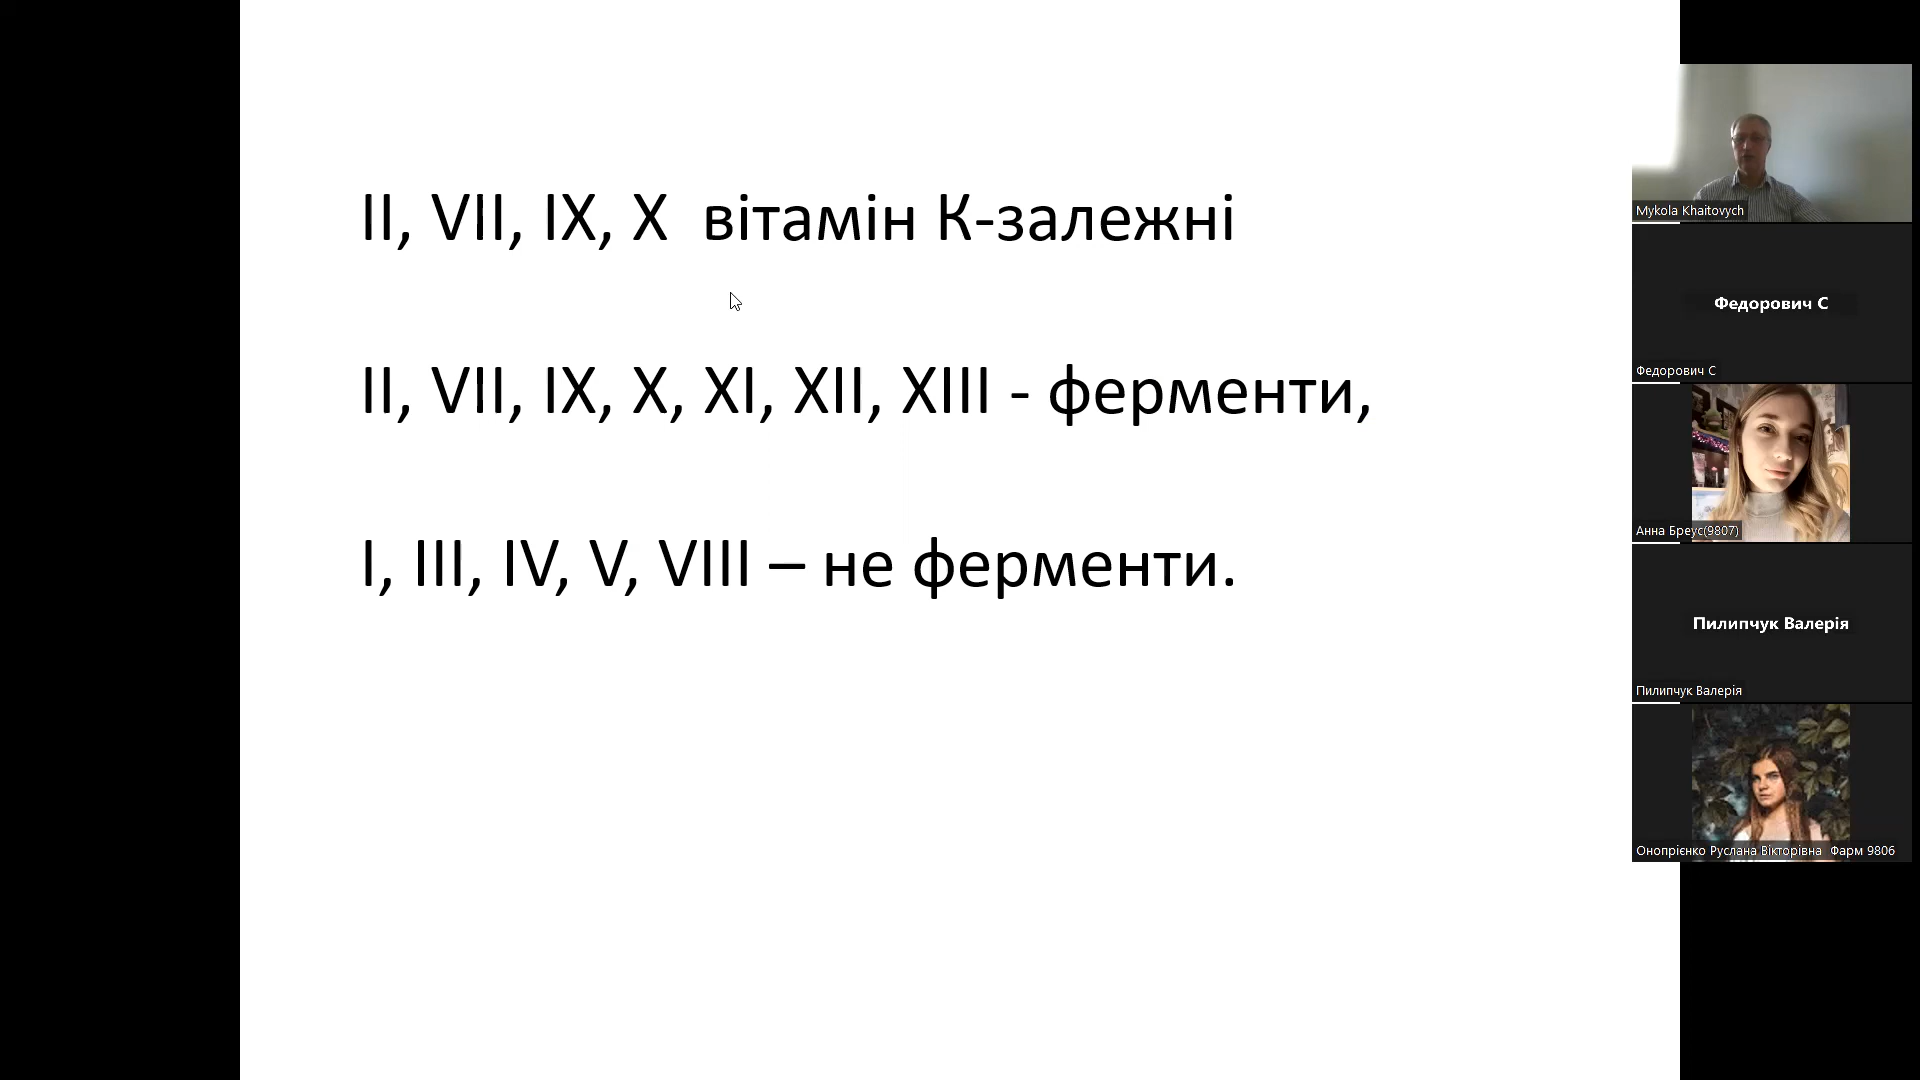 II, VII, IX, X  вітамін К-залежні
II, VII, IX, X, XI, XII, XIII - ферменти,
I, III, IV, V, VIII – не ферменти.
Mykola Khaitovych
Федорович С
Федорович С
Анна Бреус(9807)
Пилипчук Валерія
Пилипчук Валерія
Онопрієнко Руслана Вікторівна  Фарм 9806